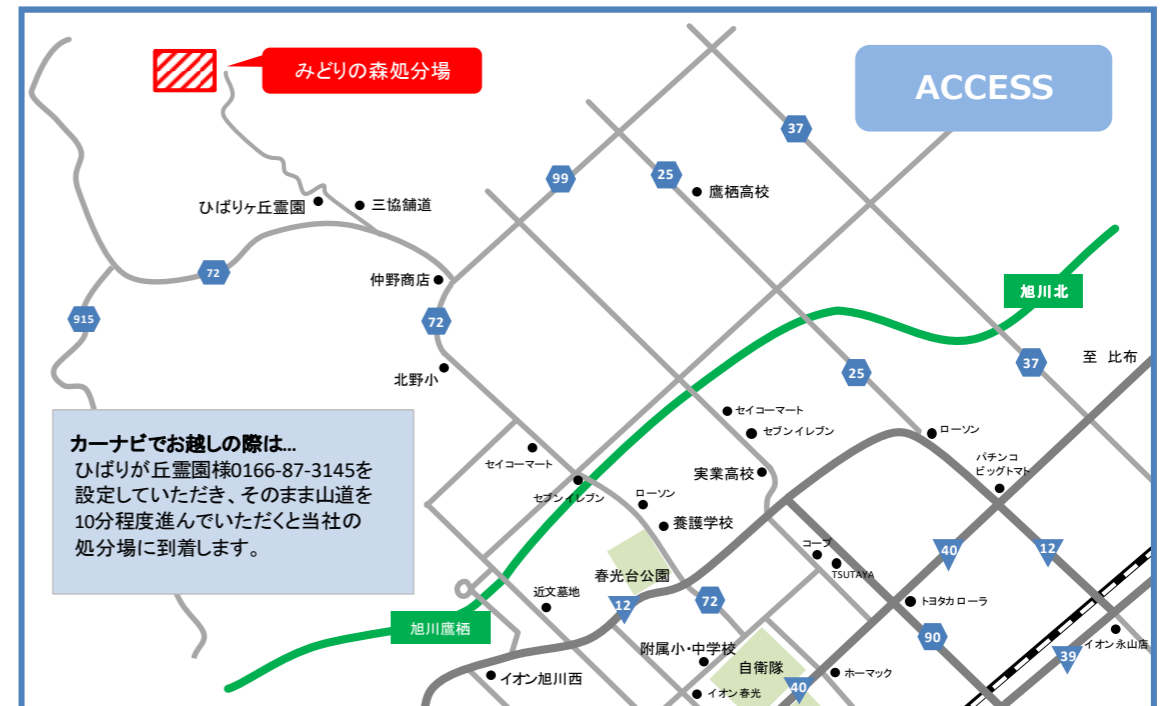 みどりの森処分場
ACCESS
37
99
25
鷹栖高校
ひばりヶ丘霊園
三協舗道
72
仲野商店
旭川北
915
72
37
至 比布
25
北野小
セイコーマート
セブンイレブン
ローソン
カーナビでお越しの際は...
ひばりが丘霊園様0166-87-3145を
設定していただき、そのまま山道を
10分程度進んでいただくと当社の
処分場に到着します。
セイコーマート
実業高校
パチンコ
ビッグトマト
セブンイレブン
ローソン
養護学校
コープ
TSUTAYA
40
12
春光台公園
近文墓地
12
72
トヨタカローラ
旭川鷹栖
90
附属小・中学校
イオン永山店
39
自衛隊
ホーマック
イオン旭川西
40
イオン春光